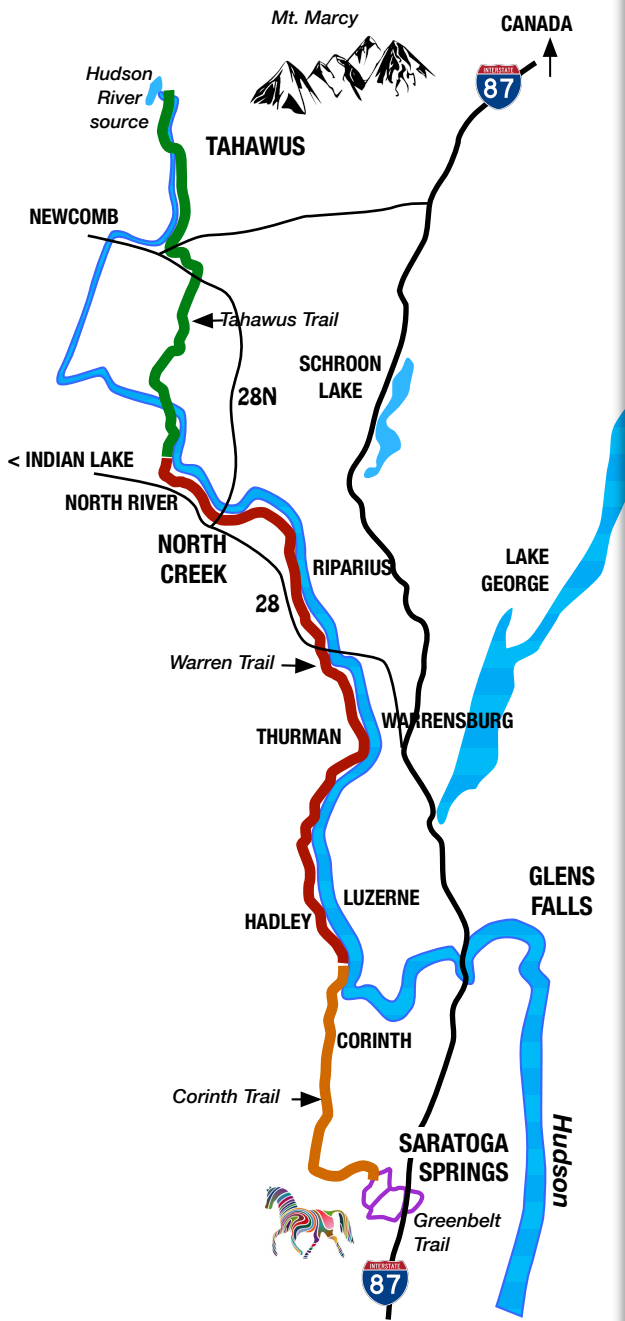 Mt. Marcy
CANADA
INTERSTATE
87
Hudson
River
source
TAHAWUS
NEWCOMB
Tahawus Trail
SCHROON
LAKE
28N
< INDIAN LAKE
NORTH RIVER
NORTH
CREEK
RIPARIUS
LAKE
GEORGE
28
Warren Trail
WARRENSBURG
THURMAN
GLENS
FALLS
LUZERNE
HADLEY
CORINTH
Corinth Trail
Hudson
SARATOGA
SPRINGS
Greenbelt
Trail
INTERSTATE
87